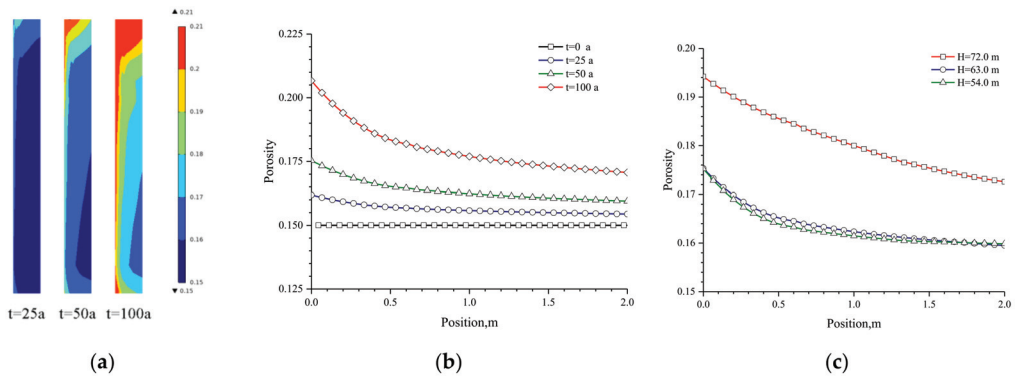 0.21
0.21
0.2
0.19
0.18
0.17
0.16
0.15
0.15
t=25a t=50a t=100a
(a)
t=0 a
t=25 a
t=50 a
t=100 a
0.225
0.200
0.175
0.150
0.125
Porosity
0.0 0.5 1.0 1.5 2.0
Position,m
(b)
H=72.0 m
H=63.0 m
H=54.0 m
0.20
0.19
0.18
0.17
0.16
0.15
Porosity
0.0 0.5 1.0 1.5 2.0
Position,m
(c)